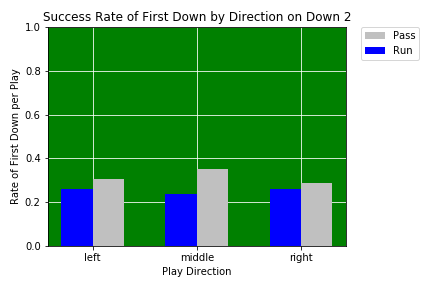 Success Rate of First Down by Direction on Down 2
Pass
Run
Rate of First Down per Play
1.0
0.8
0.6
0.4
0.2
0.0
left middle right
Play Direction